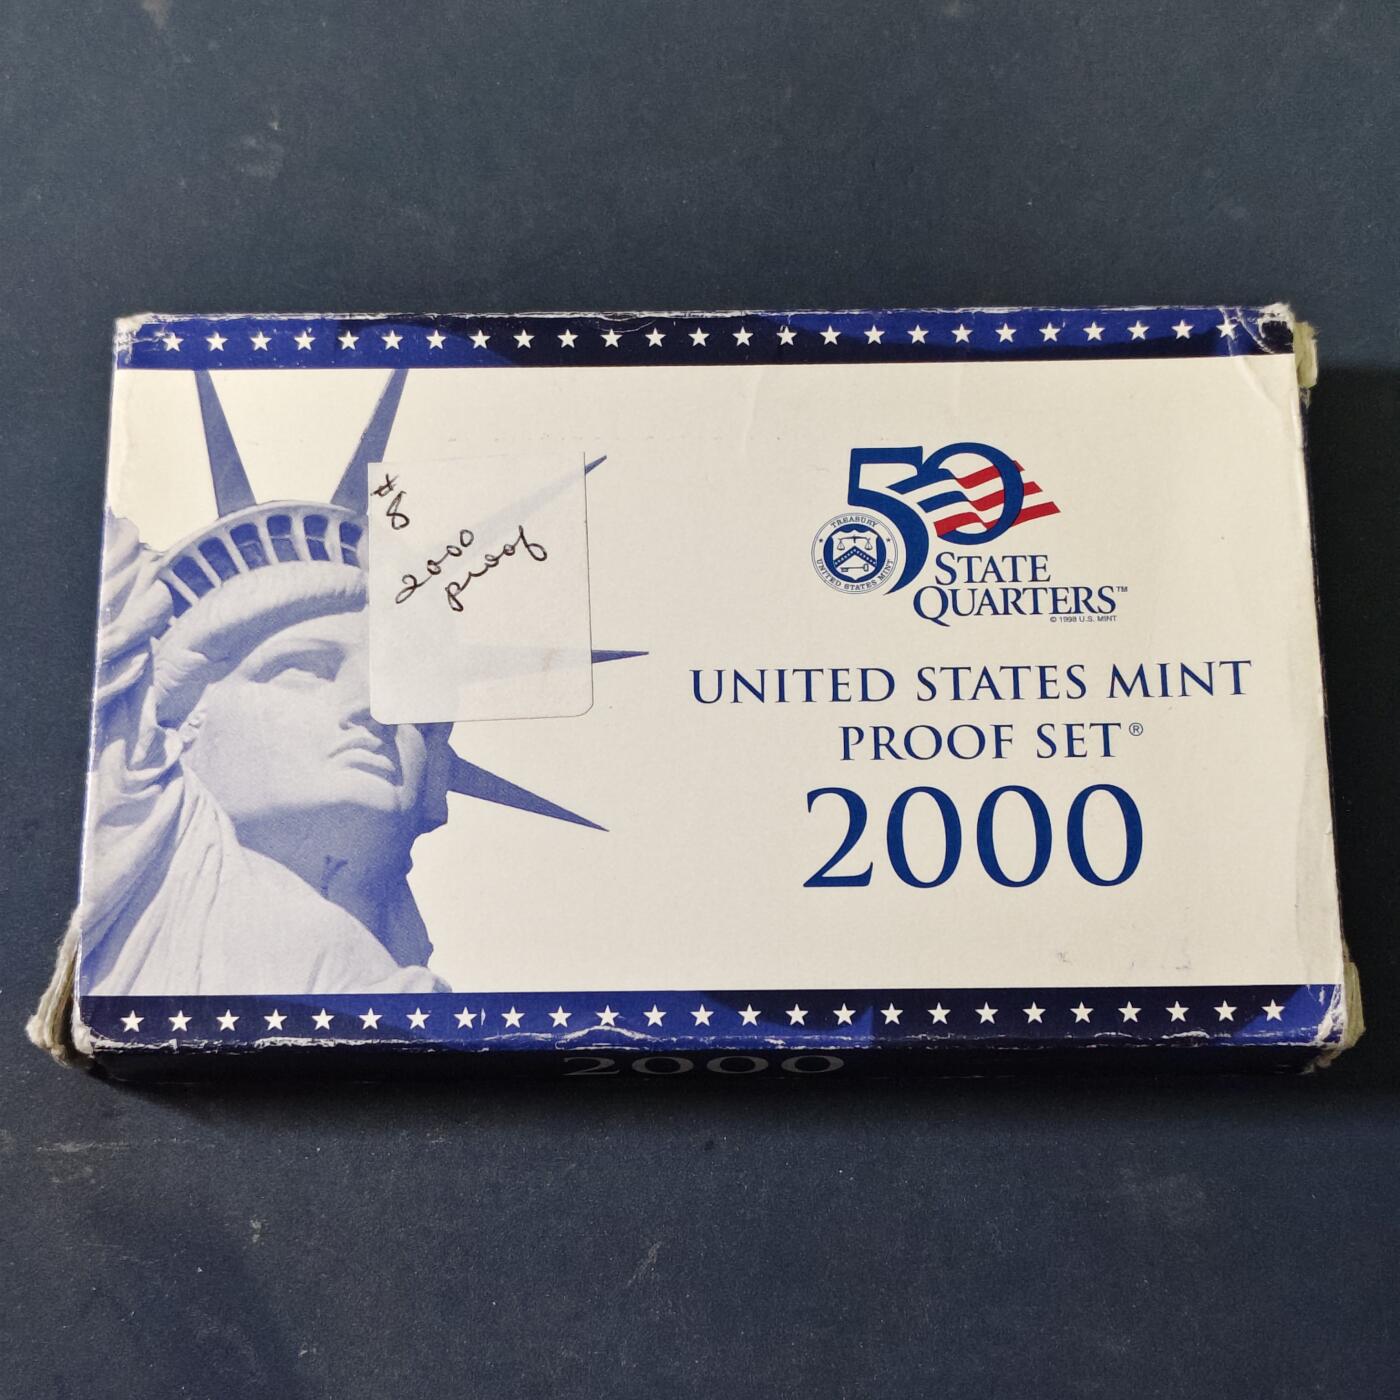 #8
2000
proof
50
TREASURY
UNITED STATES MINT
STATE
QUARTERS™
© 1998 U.S. MINT
UNITED STATES MINT
PROOF SET®
2000
2000